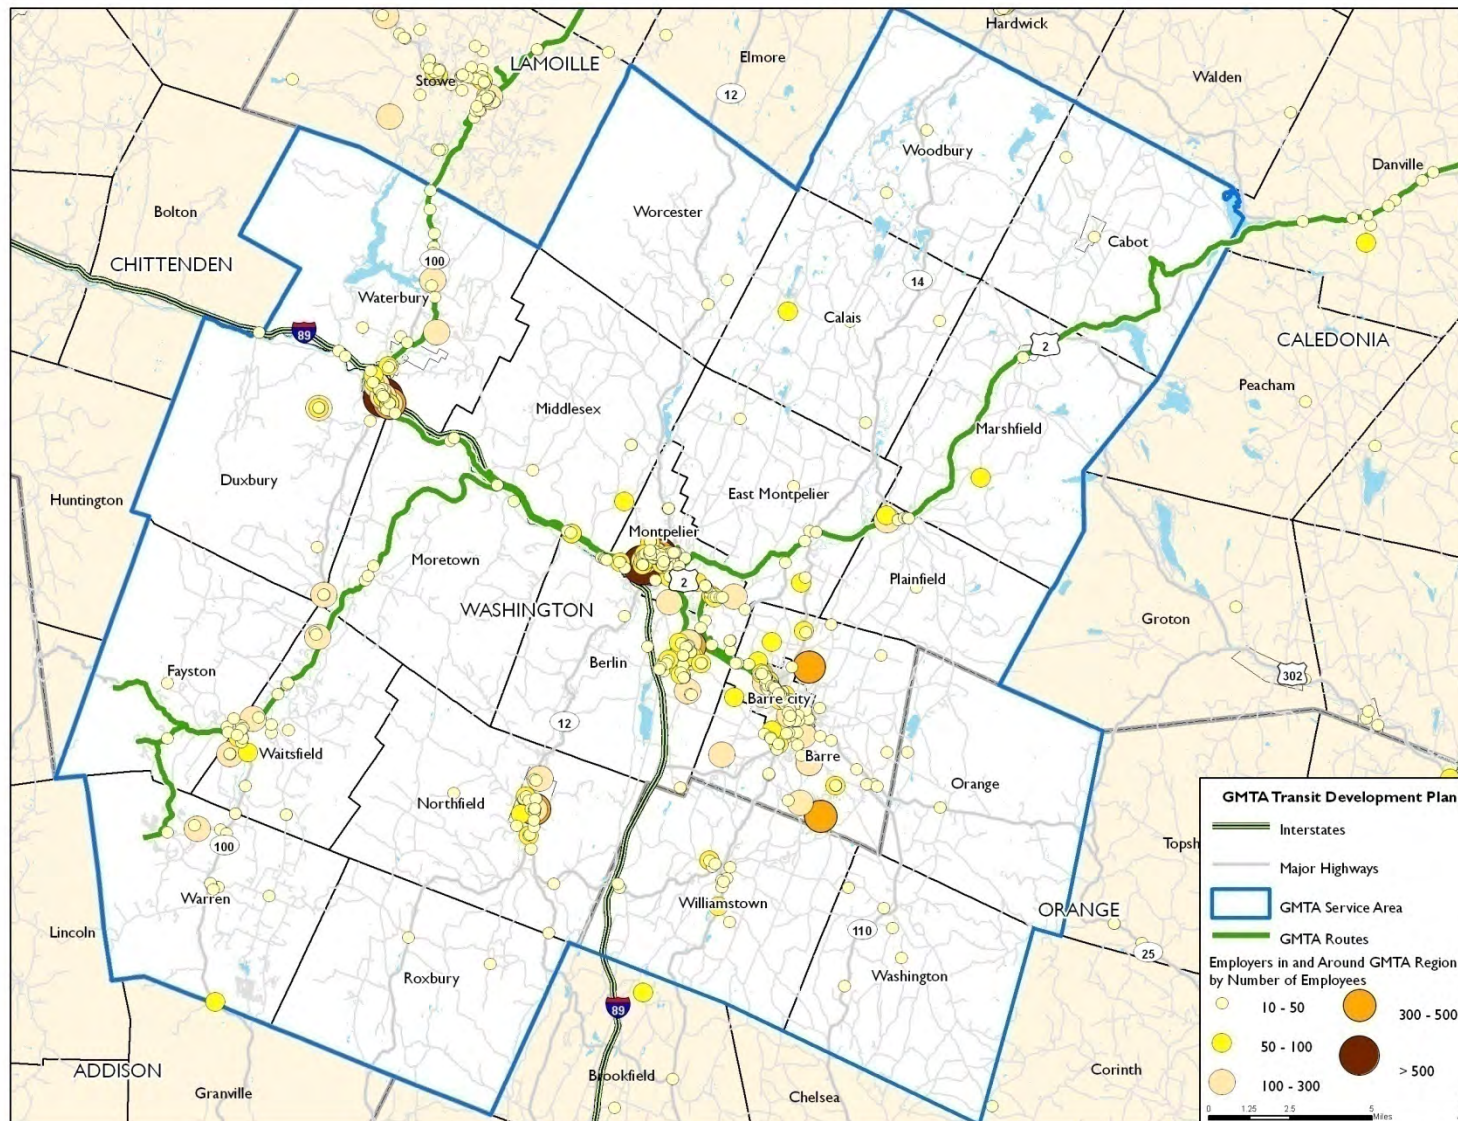 Hardwick
Elmore
LAMOILLE
Walden
Stowe
12
Woodbury
Danville
Bolton
Worcester
Cabot
CHITTENDEN
100
14
Waterbury
Calais
89
2
CALEDONIA
Peacham
Middlesex
Marshfield
Duxbury
Huntington
East Montpelier
Montpelier
Moretown
2
Plainfield
WASHINGTON
Groton
Berlin
Fayston
302
Barre city
12
Waitsfield
Barre
Northfield
Orange
100
Warren
Williamstown
ORANGE
Lincoln
110
25
Roxbury
Washington
89
ADDISON
Granville
Brookfield
Chelsea
Corinth
Topsh
GMTA Transit Development Plan
Interstates
Major Highways
GMTA Service Area
GMTA Routes
Employers in and Around GMTA Region
by Number of Employees
10 - 50
300 - 500
50 - 100
> 500
100 - 300
0 1.25 2.5 5
Miles